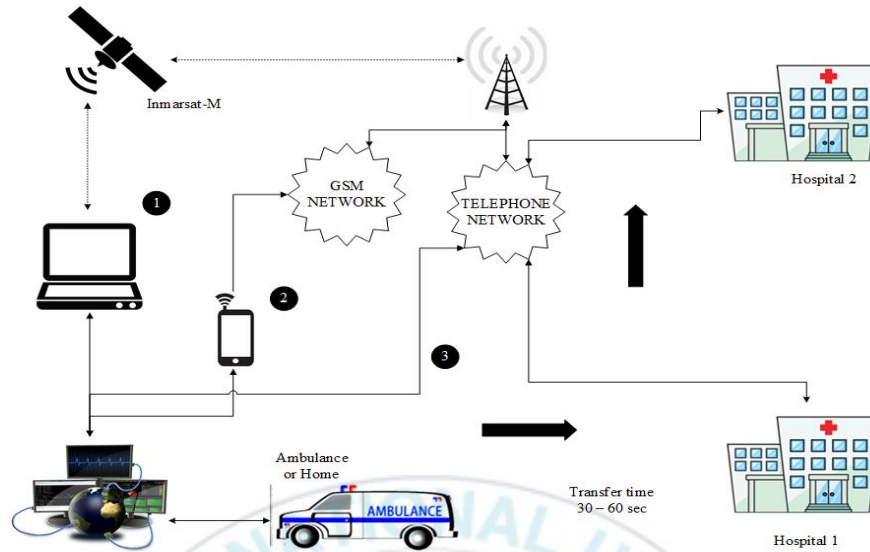 Inmarsat-M
1
GSM
NETWORK
TELEPHONE
NETWORK
Hospital 2
2
3
Ambulance
or Home
AMBULANCE
Transfer time
30 – 60 sec
Hospital 1
NATIONAL U